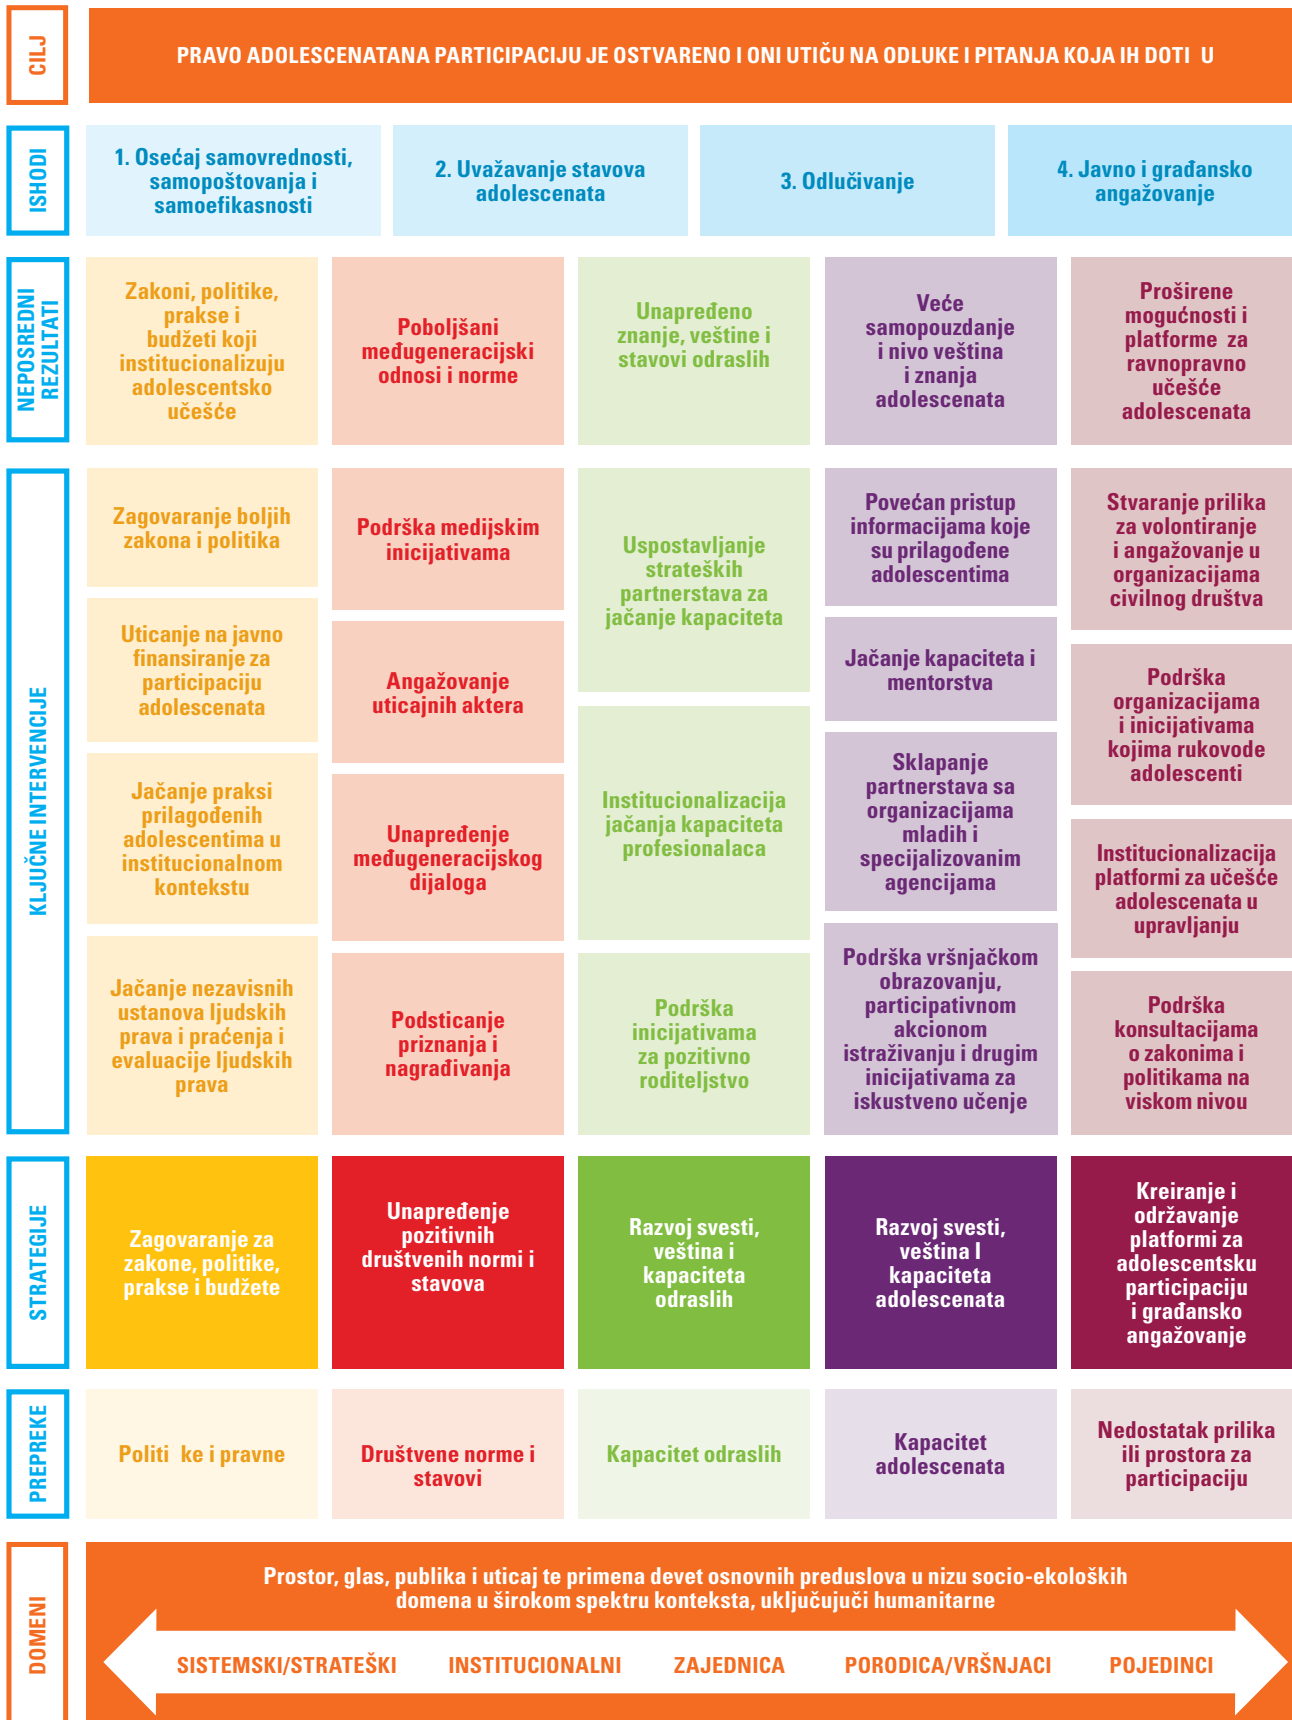 CILJ
PRAVO ADOLESCENATANA PARTICIPACIJU JE OSTVARENO I ONI UTIČU NA ODLUKE I PITANJA KOJA IH DOTI U
ISHODI
1. Osećaj samovrednosti,
samopoštovanja i
samoefikasnosti
2. Uvažavanje stavova
adolescenata
3. Odlučivanje
4. Javno i građansko
angažovanje
NEPOSREDNI
REZULTATI
Zakoni, politike,
prakse i
budžeti koji
institucionalizuju
adolescentsko
učešće
Poboljšani
međugeneracijski
odnosi i norme
Unapređeno
znanje, veštine i
stavovi odraslih
Veće
samopouzdanje
i nivo veština
i znanja
adolescenata
Proširene
mogućnosti i
platforme za
ravnopravno
učešće
adolescenata
KLJUČNE INTERVENCIJE
Zagovaranje boljih
zakona i politika
Uticanje na javno
finansiranje za
participaciju
adolescenata
Jačanje praksi
prilagođenih
adolescentima u
institucionalnom
kontekstu
Jačanje nezavisnih
ustanova ljudskih
prava i praćenja i
evaluacije ljudskih
prava
Podrška medijskim
inicijativama
Angažovanje
uticajnih aktera
Unapređenje
međugeneracijskog
dijaloga
Podsticanje
priznanja i
nagrađivanja
Uspostavljanje
strateških
partnerstava za
jačanje kapaciteta
Institucionalizacija
jačanja kapaciteta
profesionalaca
Podrška
inicijativama
za pozitivno
roditeljstvo
Povećan pristup
informacijama koje
su prilagođene
adolescentima
Jačanje kapaciteta i
mentorstva
Sklapanje
partnerstava sa
organizacijama
mladih i
specijalizovanim
agencijama
Podrška vršnjačkom
obrazovanju,
participativnom
akcionom
istraživanju i drugim
inicijativama za
iskustveno učenje
Stvaranje prilika
za volontiranje
i angažovanje u
organizacijama
civilnog društva
Podrška
organizacijama
i inicijativama
kojima rukovode
adolescenti
Institucionalizacija
platformi za učešće
adolescenata u
upravljanju
Podrška
konsultacijama
o zakonima i
politikama na
viskom nivou
STRATEGIJE
Zagovaranje za
zakone, politike,
prakse i budžete
Unapređenje
pozitivnih
društvenih normi i
stavova
Razvoj svesti,
veština i
kapaciteta
odraslih
Razvoj svesti,
veština I
kapaciteta
adolescenata
Kreiranje i
održavanje
platformi za
adolescentsku
participaciju
i građansko
angažovanje
PREPREKE
Politi ke i pravne
Društvene norme i
stavovi
Kapacitet odraslih
Kapacitet
adolescenata
Nedostatak prilika
ili prostora za
participaciju
DOMENI
Prostor, glas, publika i uticaj te primena devet osnovnih preduslova u nizu socio-ekoloških
domena u širokom spektru konteksta, uključujuči humanitarne
SISTEMSKI/STRATEŠKI INSTITUCIONALNI ZAJEDNICA PORODICA/VRŠNJACI POJEDINCI